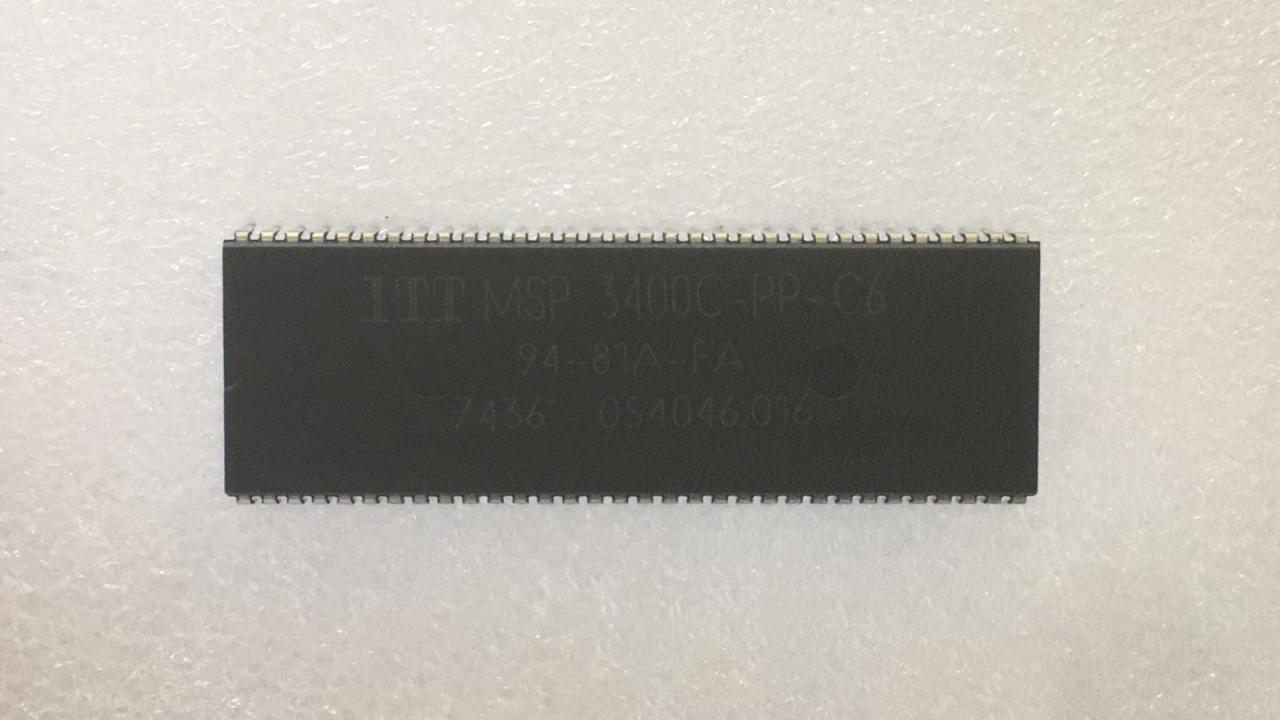 ITT MSP 3400C-PP-C6
94-81A-FA
7436 054046.016